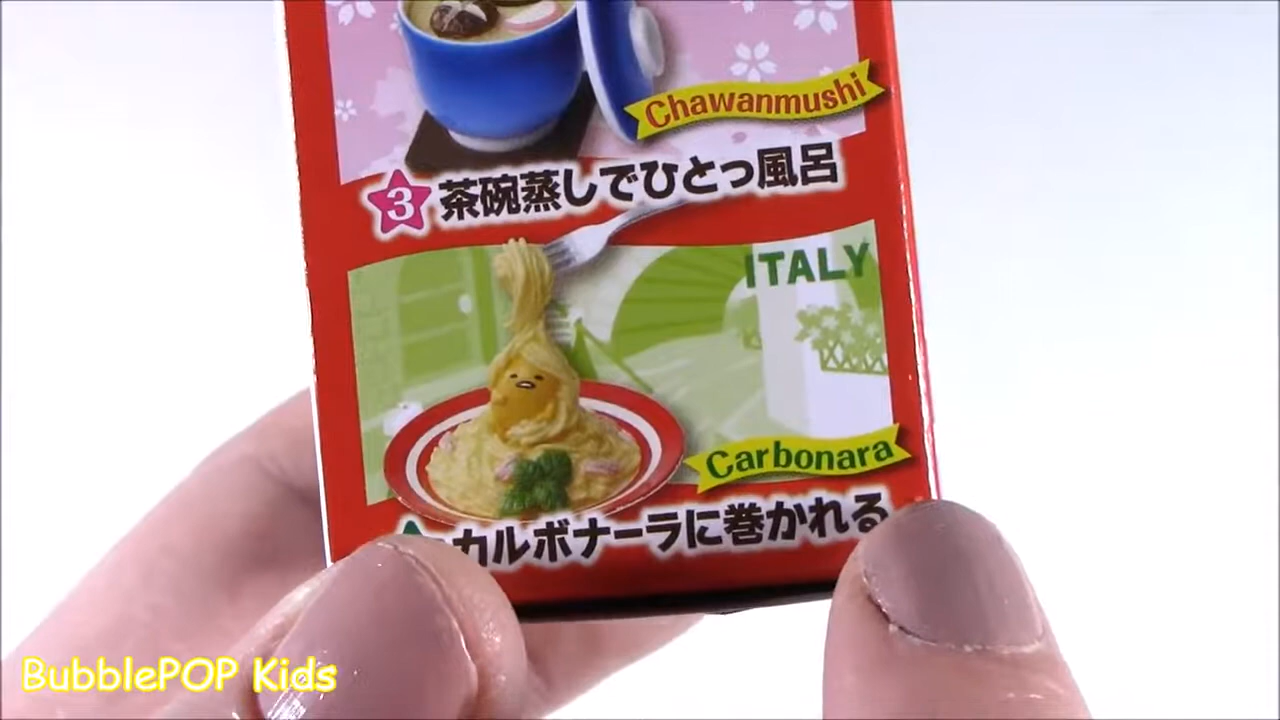 Chawanmushi
3 茶碗蒸しでひとっ風呂
ITALY
Carbonara
カルボナーラに巻かれる
BubblePOP Kids